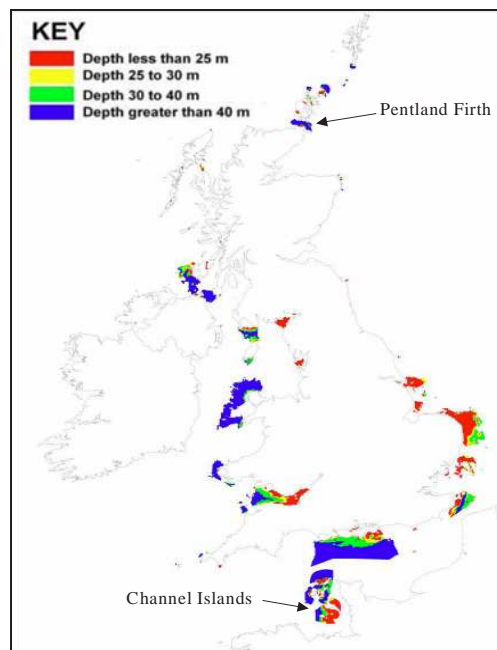 KEY
Depth less than 25 m
Depth 25 to 30 m
Depth 30 to 40 m
Depth greater than 40 m
Pentland Firth
Channel Islands